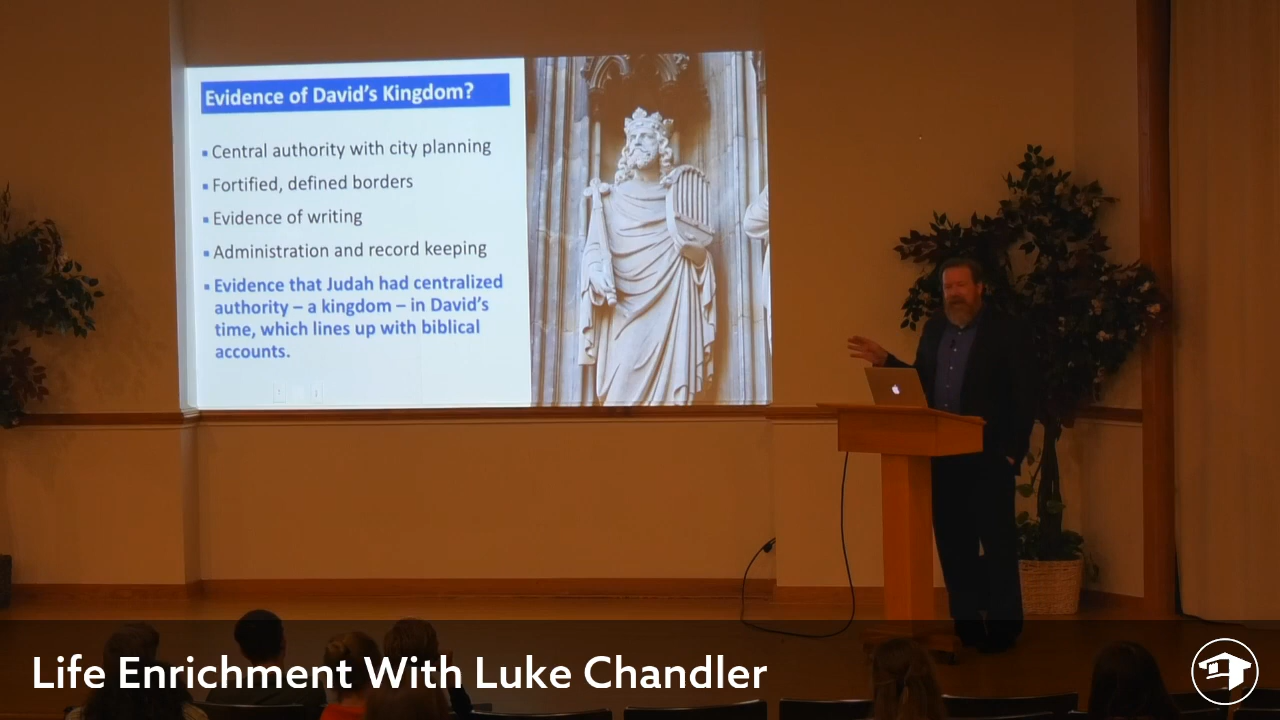 Evidence of David's Kingdom?
▪ Central authority with city planning
▪ Fortified, defined borders
▪ Evidence of writing
▪ Administration and record keeping
▪ Evidence that Judah had centralized
authority – a kingdom – in David's
time, which lines up with biblical
accounts.
Life Enrichment With Luke Chandler